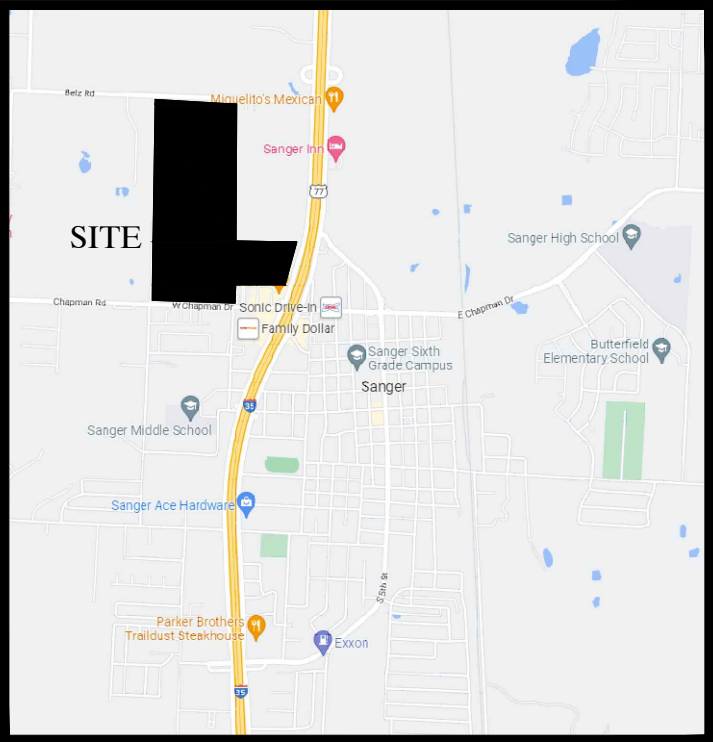 Belz Rd
Miguelito's Mexican
Sanger Inn
77
SITE
Sanger High School
Chapman Rd
W Chapman Dr
Sonic Drive-In
E Chapman Dr
Family Dollar
Sanger Sixth
Grade Campus
Butterfield
Elementary School
Sanger
35
Sanger Middle School
Sanger Ace Hardware
S 5th St
Parker Brothers
Traildust Steakhouse
Exxon
35